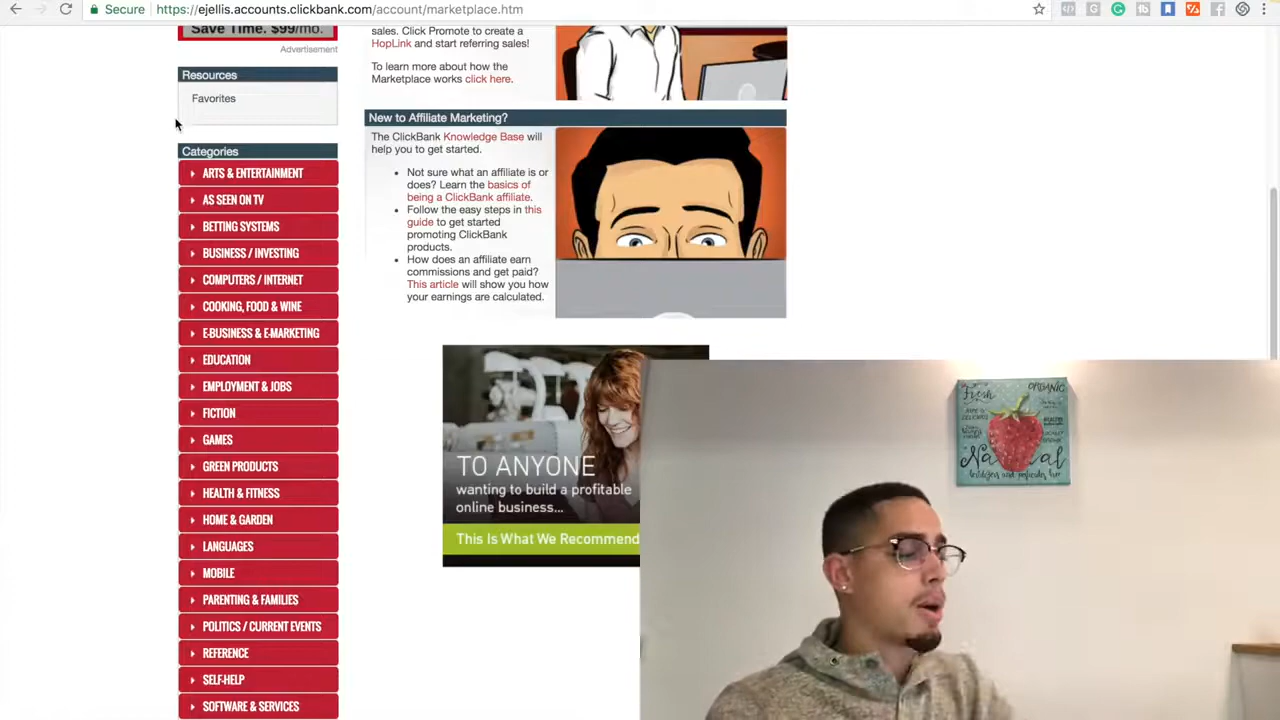 Secure https://ejellis.accounts.clickbank.com/account/marketplace.htm
Save Time. $99/mo.
Advertisement
Resources
Favorites
Categories
ARTS & ENTERTAINMENT
AS SEEN ON TV
BETTING SYSTEMS
BUSINESS / INVESTING
COMPUTERS / INTERNET
COOKING, FOOD & WINE
E-BUSINESS & E-MARKETING
EDUCATION
EMPLOYMENT & JOBS
FICTION
GAMES
GREEN PRODUCTS
HEALTH & FITNESS
HOME & GARDEN
LANGUAGES
MOBILE
PARENTING & FAMILIES
POLITICS / CURRENT EVENTS
REFERENCE
SELF-HELP
SOFTWARE & SERVICES
sales. Click Promote to create a
HopLink and start referring sales!
To learn more about how the
Marketplace works click here.
New to Affiliate Marketing?
The ClickBank Knowledge Base will
help you to get started.
Not sure what an affiliate is or
does? Learn the basics of
being a ClickBank affiliate.
Follow the easy steps in this
guide to get started
promoting ClickBank
products.
How does an affiliate earn
commissions and get paid?
This article will show you how
your earnings are calculated.
TO ANYONE
wanting to build a profitable
online business...
This Is What We Recommend
Fresh
ORGANIC
Na al